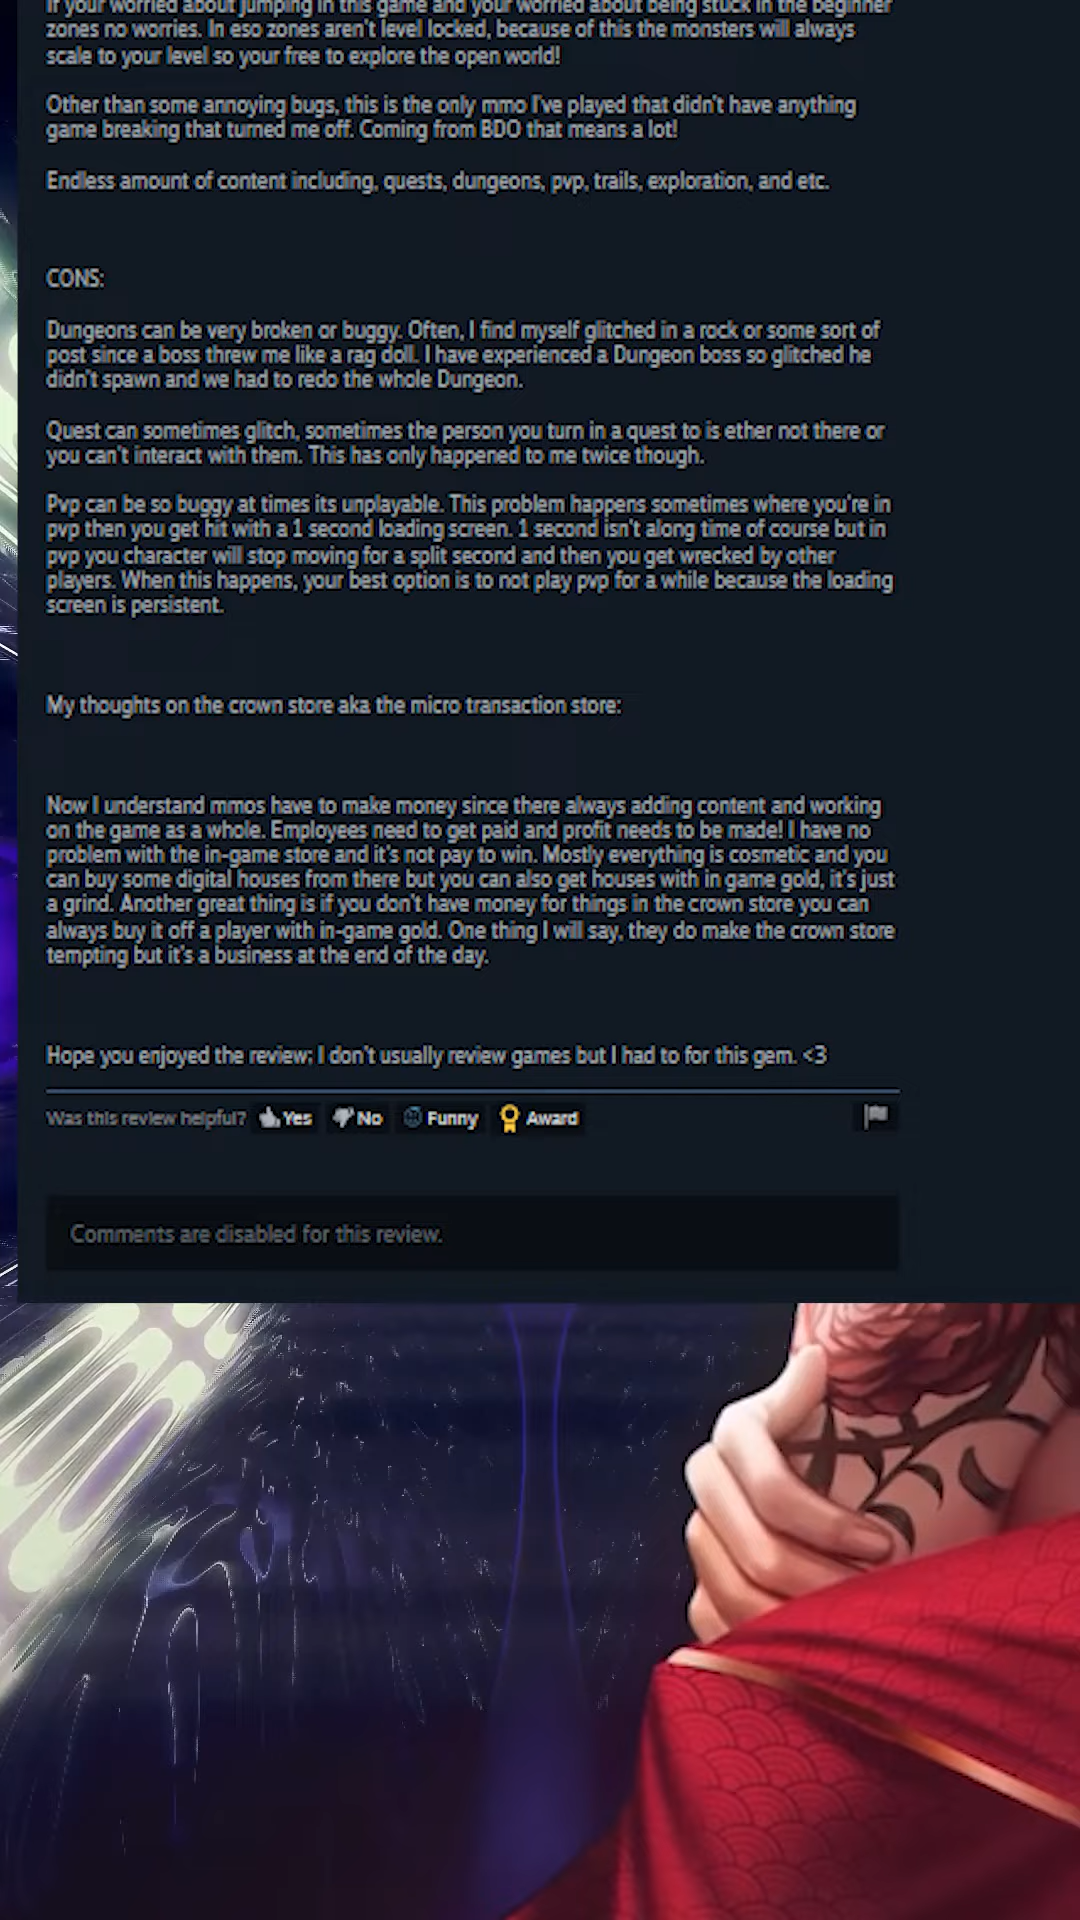 If your worried about jumping in this game and your worried about being stuck in the beginner
zones no worries. In eso zones aren't level locked, because of this the monsters will always
scale to your level so your free to explore the open world!
Other than some annoying bugs, this is the only mmo I've played that didn't have anything
game breaking that turned me off. Coming from BDO that means a lot!
Endless amount of content including, quests, dungeons, pvp, trails, exploration, and etc.
CONS:
Dungeons can be very broken or buggy. Often, I find myself glitched in a rock or some sort of
post since a boss threw me like a rag doll. I have experienced a Dungeon boss so glitched he
didn't spawn and we had to redo the whole Dungeon.
Quest can sometimes glitch, sometimes the person you turn in a quest to is ether not there or
you can't interact with them. This has only happened to me twice though.
Pvp can be so buggy at times its unplayable. This problem happens sometimes where you're in
pvp then you get hit with a 1 second loading screen. 1 second isn't along time of course but in
pvp you character will stop moving for a split second and then you get wrecked by other
players. When this happens, your best option is to not play pvp for a while because the loading
screen is persistent.
My thoughts on the crown store aka the micro transaction store:
Now I understand mmos have to make money since there always adding content and working
on the game as a whole. Employees need to get paid and profit needs to be made! I have no
problem with the in-game store and it's not pay to win. Mostly everything is cosmetic and you
can buy some digital houses from there but you can also get houses with in game gold, it's just
a grind. Another great thing is if you don't have money for things in the crown store you can
always buy it off a player with in-game gold. One thing I will say, they do make the crown store
tempting but it's a business at the end of the day.
Hope you enjoyed the review; I don't usually review games but I had to for this gem. <3
Was this review helpful? Yes No Funny Award
Comments are disabled for this review.